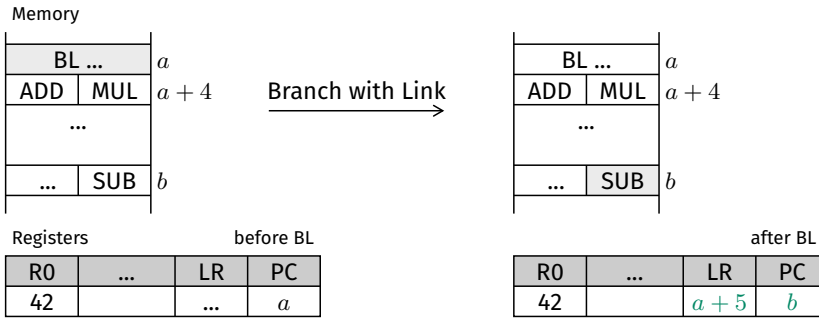 Memory
BL ... a BL ... a
ADD MUL a + 4 Branch with Link ADD MUL a + 4
... ...
... SUB b ... SUB b
Registers before BL after BL
R0 ... LR PC R0 ... LR PC
42 ... a 42 a + 5 b